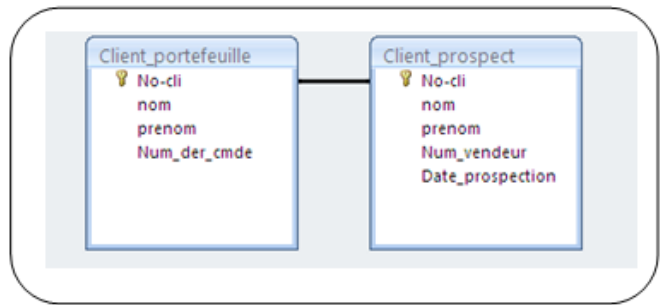 Client_portefeuille
No-cli
nom
prenom
Num_der_cmde
Client_prospect
No-cli
nom
prenom
Num_vendeur
Date_prospection